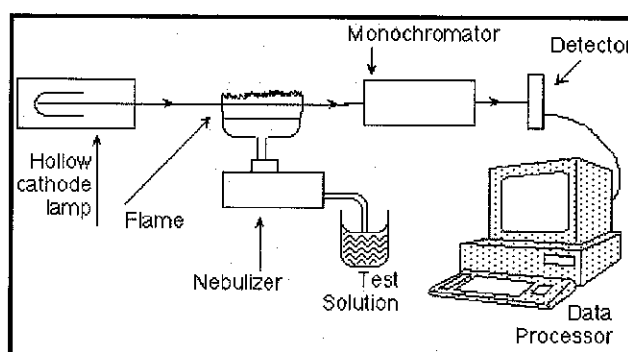 Monochromator
Detector
Hollow
cathode
lamp
Flame
Nebulizer
Test
Solution
Data
Processor